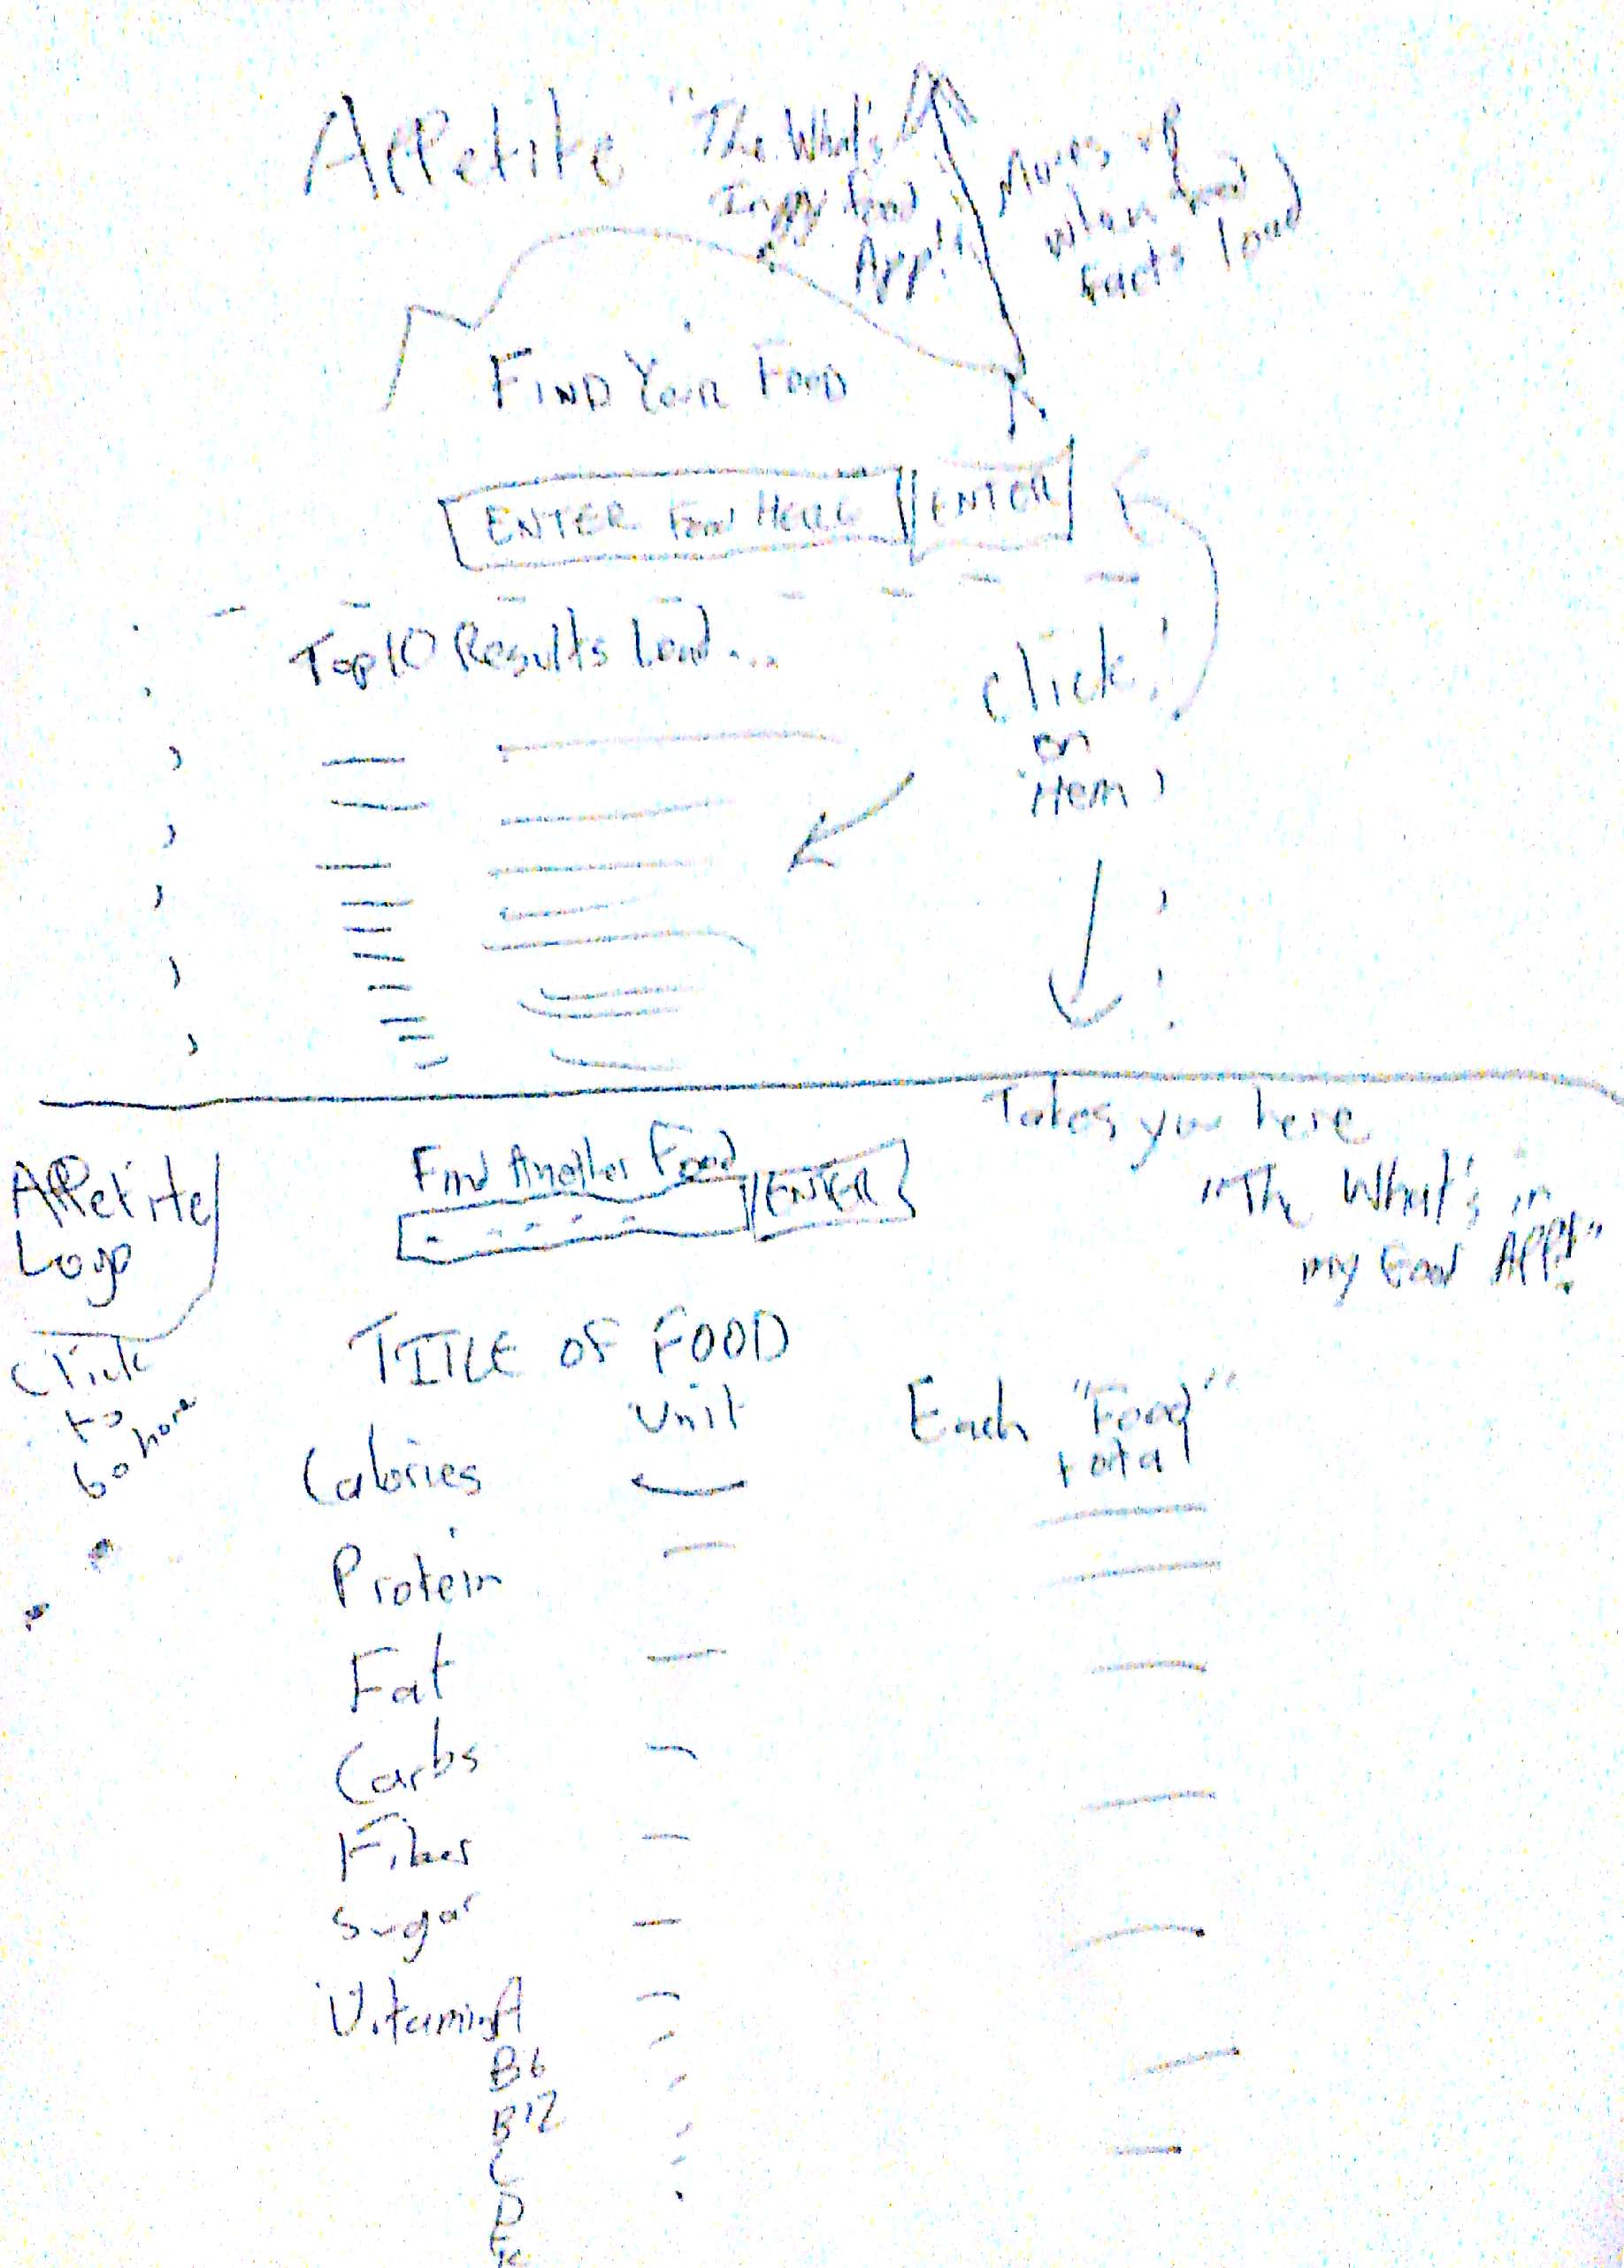 APPetite
"The What's
In my food
App!"
Moves up
when food
facts load
FIND YOUR FOOD
ENTER Food HERE
ENTER
Top 10 Results Load...
click
on
item
Takes you here
APPetite
Logo
Click
to
go home
Find Another Food
ENTER
"The What's in
my food APP!"
TITLE OF FOOD
Unit
Each "Food"
total
Calories
Protein
Fat
Carbs
Fiber
Sugar
Vitamin A
B6
B12
C
D
E
K